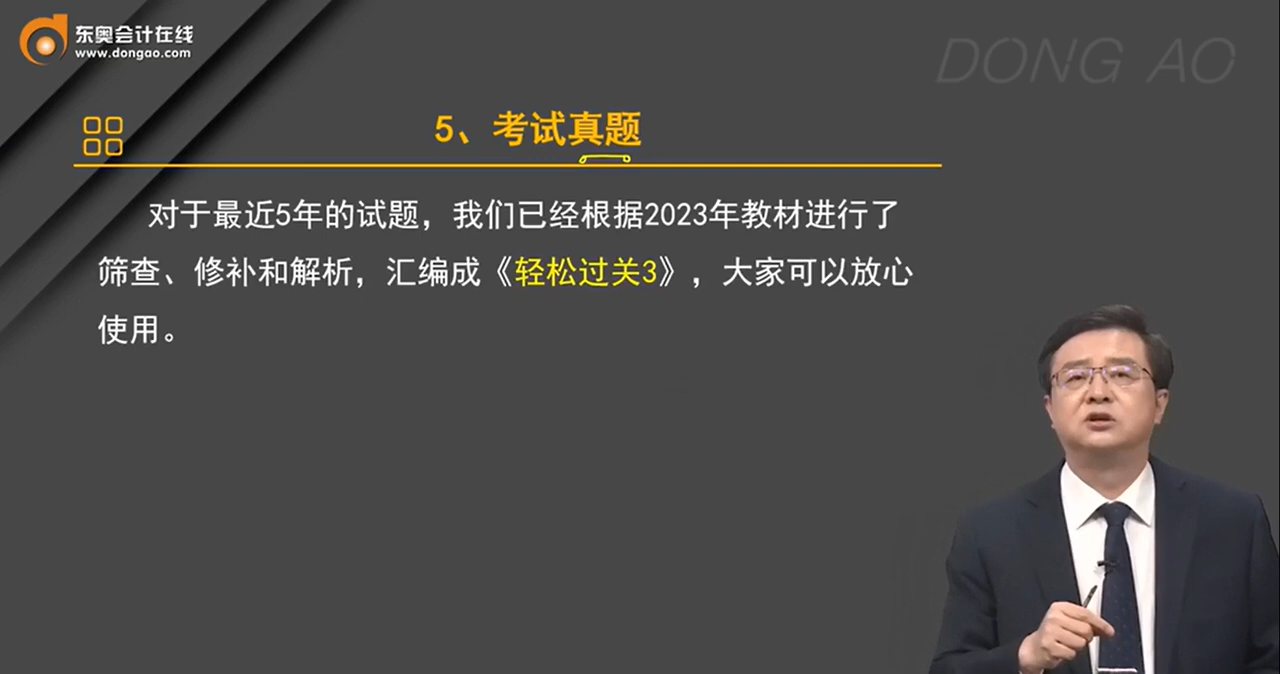 东奥会计在线
www.dongao.com
DONG AO
5、考试真题
对于最近5年的试题，我们已经根据2023年教材进行了
筛查、修补和解析，汇编成《轻松过关3》，大家可以放心
使用。